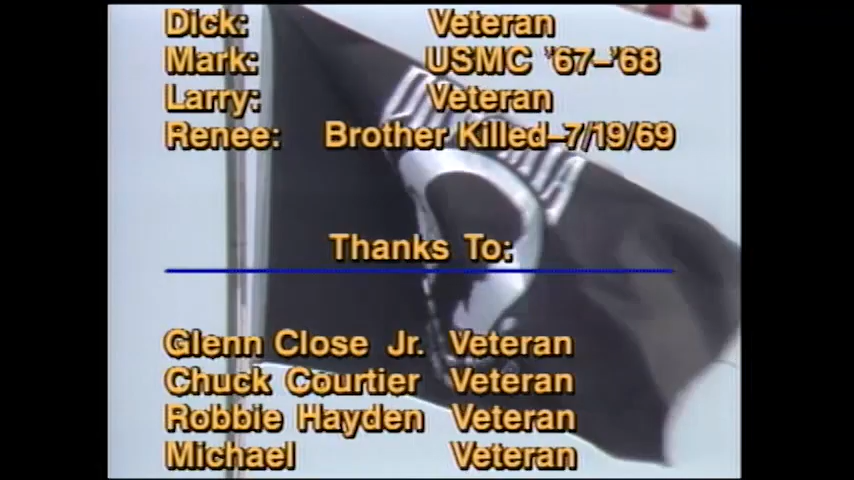 Dick: Veteran
Mark: USMC '67–'68
Larry: Veteran
Renee: Brother Killed–7/19/69
Thanks To:
Glenn Close Jr. Veteran
Chuck Courtier Veteran
Robbie Hayden Veteran
Michael Veteran